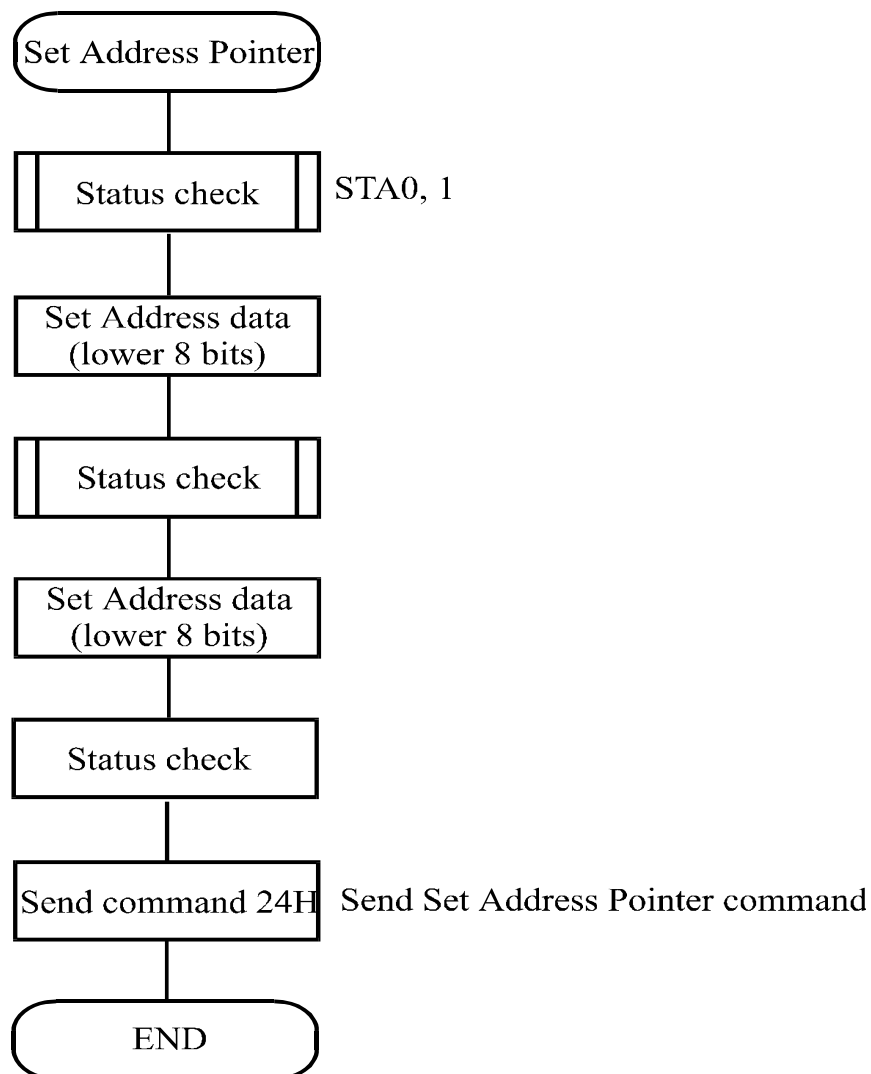 Set Address Pointer
Status check
STA0, 1
Set Address data
(lower 8 bits)
Status check
Set Address data
(lower 8 bits)
Status check
Send command 24H
Send Set Address Pointer command
END